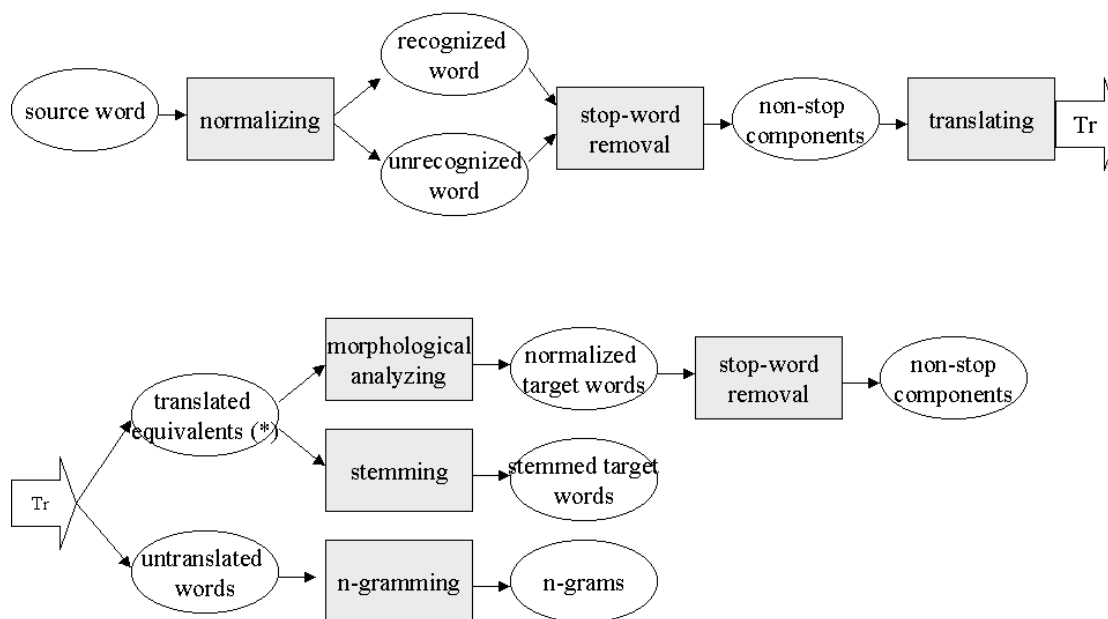 source word
normalizing
recognized
word
unrecognized
word
stop-word
removal
non-stop
components
translating
Tr
Tr
translated
equivalents (*)
morphological
analyzing
normalized
target words
stop-word
removal
non-stop
components
stemming
stemmed target
words
untranslated
words
n-gramming
n-grams